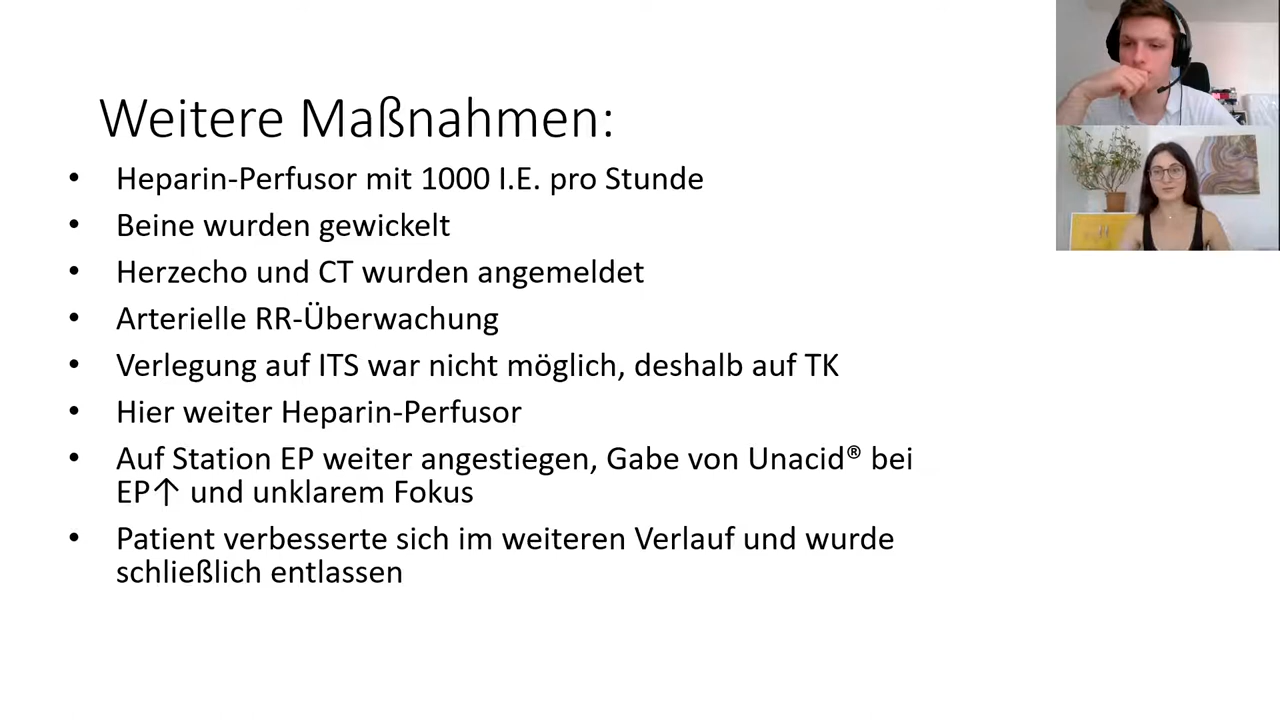 Weitere Maßnahmen:
• Heparin-Perfusor mit 1000 I.E. pro Stunde
• Beine wurden gewickelt
• Herzecho und CT wurden angemeldet
• Arterielle RR-Überwachung
• Verlegung auf ITS war nicht möglich, deshalb auf TK
• Hier weiter Heparin-Perfusor
• Auf Station EP weiter angestiegen, Gabe von Unacid® bei
EP↑ und unklarem Fokus
• Patient verbesserte sich im weiteren Verlauf und wurde
schließlich entlassen